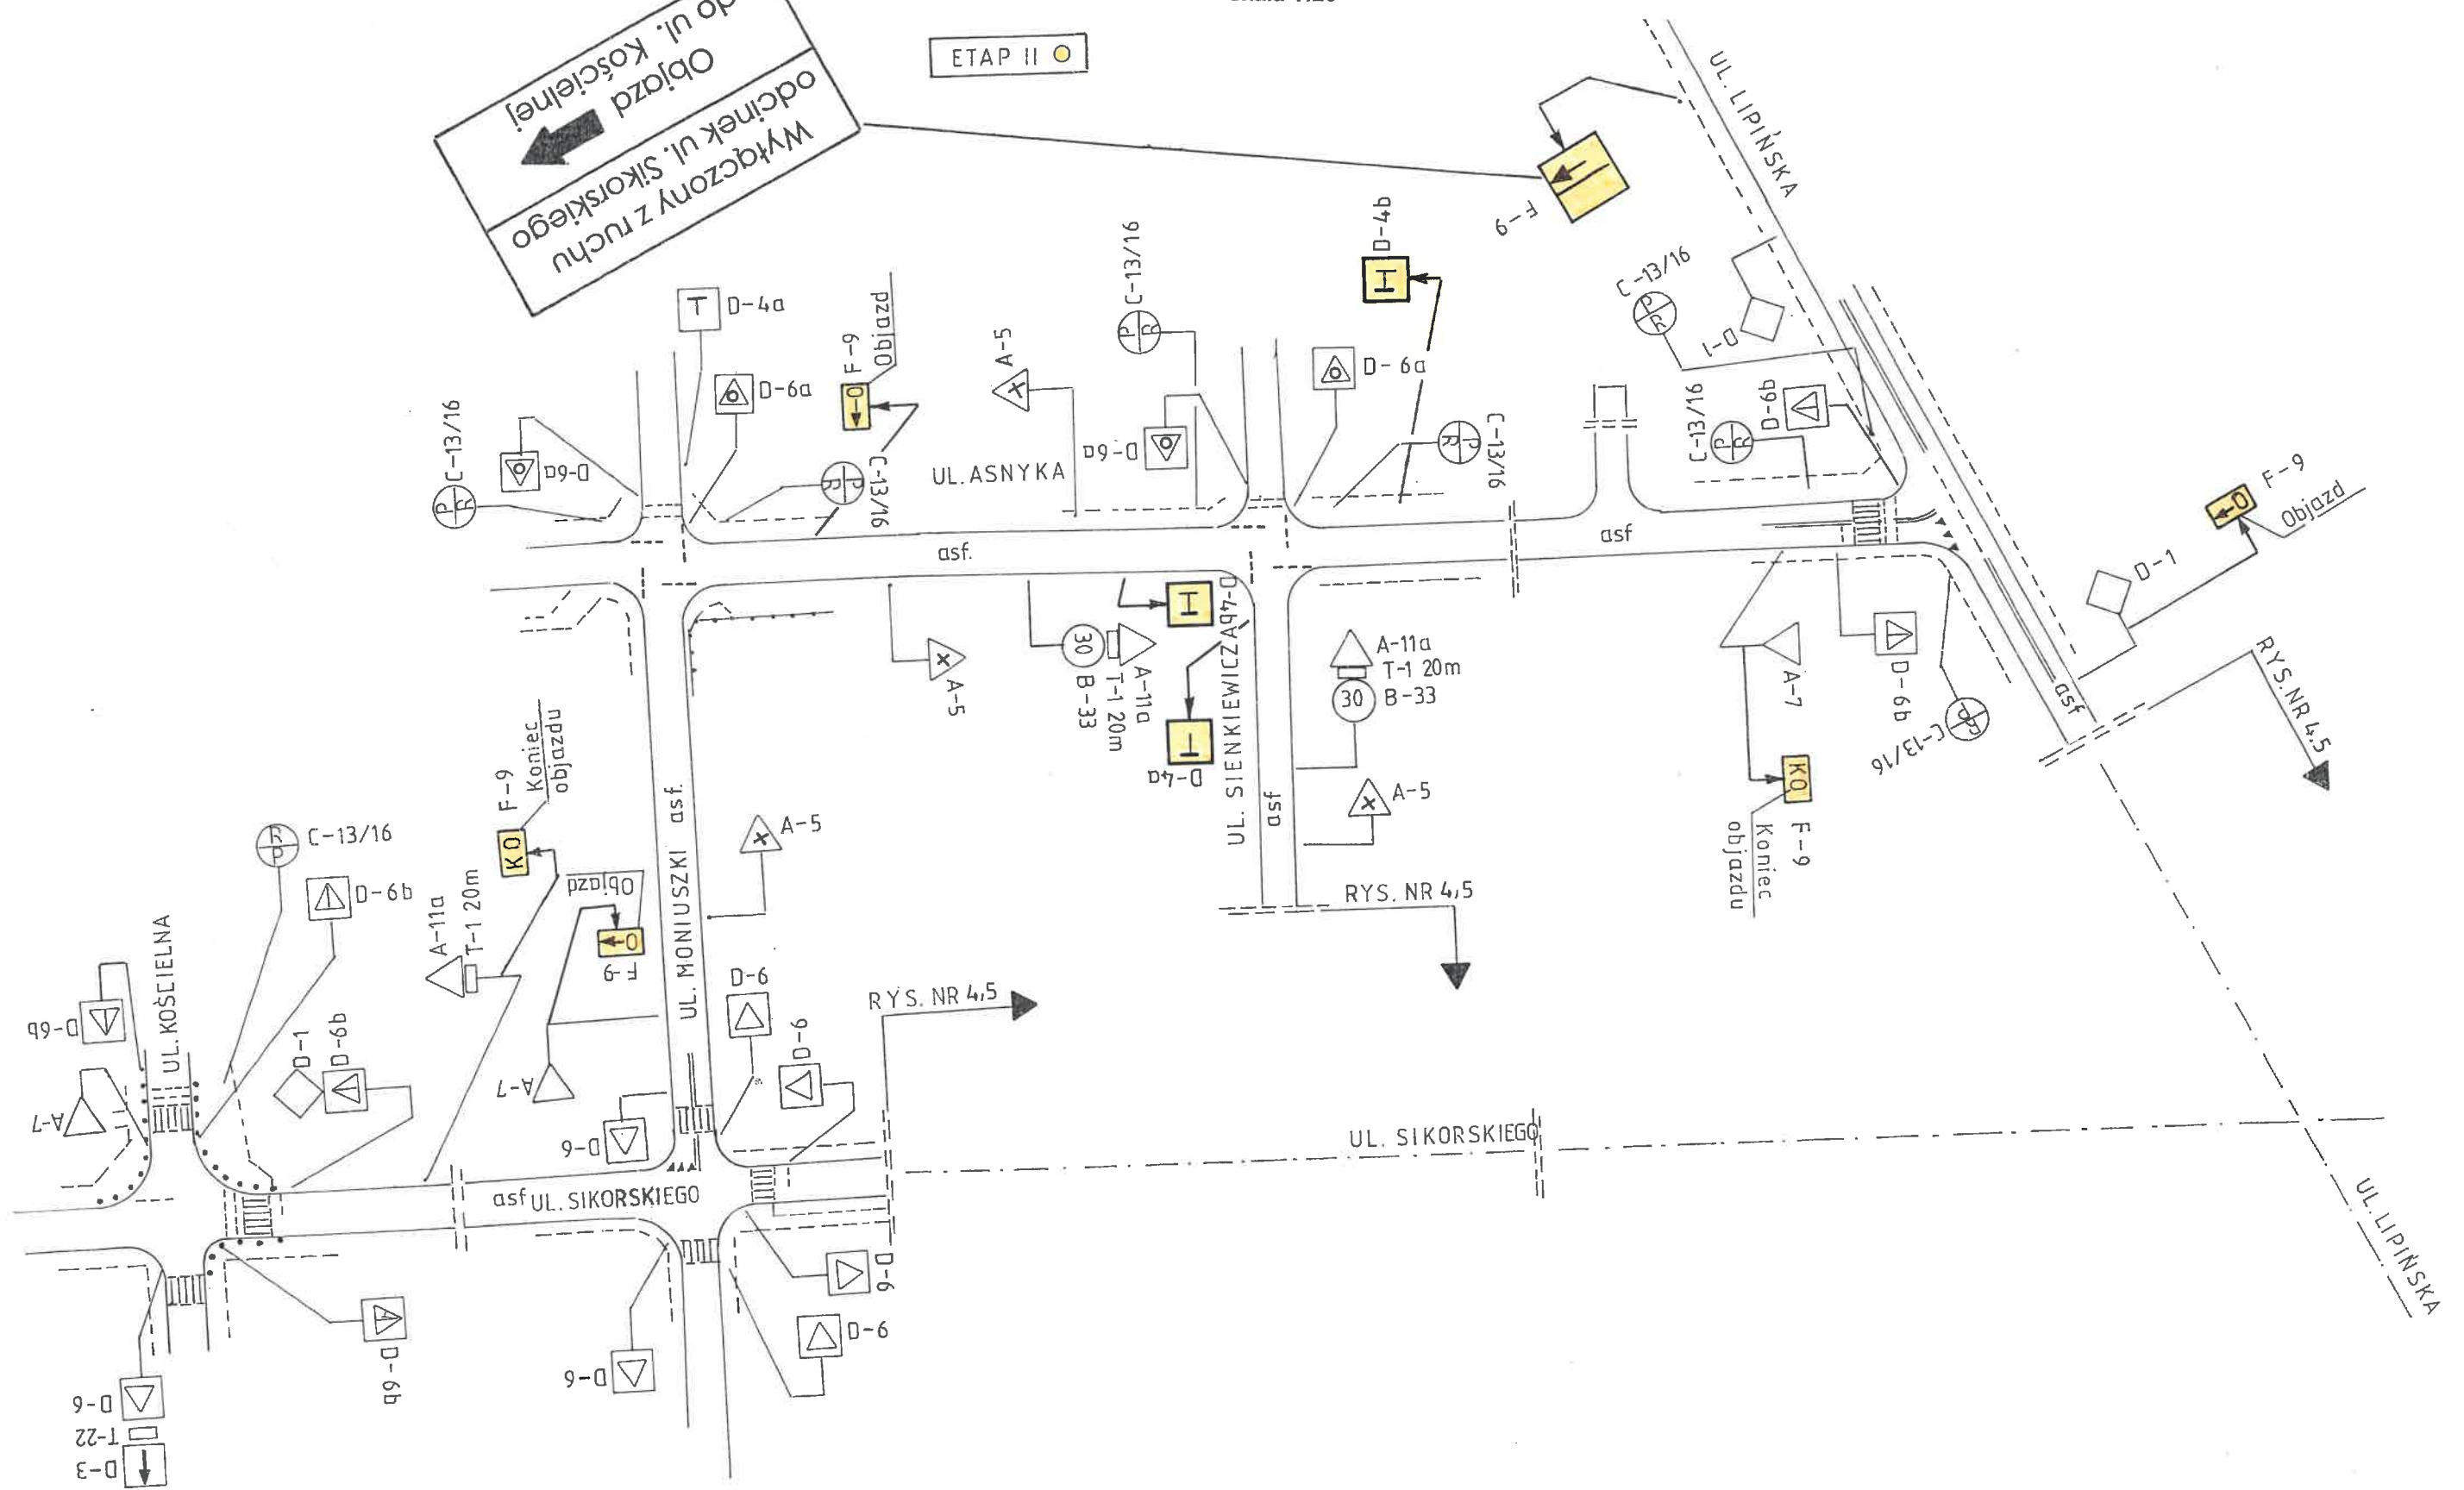 ETAP II
Wyłączony z ruchu
odcinek ul. Sikorskiego
Objazd
do ul. Kościelnej
UL. LIPIŃSKA
F-9
D-4b
C-13/16
C-13/16
D-1
D-4a
F-9
Objazd
A-5
D-6a
D-6a
C-13/16
D-6a
D-6a
C-13/16
C-13/16
UL. ASNYKA
C-13/16
C-13/16
D-6b
F-9
Objazd
O
O
asf.
asf
D-1
D-4b
A-5
30
B-33
T-1 20m
A-11a
D-4a
UL. SIENKIEWICZA
asf
A-11a
T-1 20m
30
B-33
A-5
A-7
D-6b
C-13/16
asf
RYS. NR 4.5
KO
F-9
Koniec
objazdu
F-9
Koniec
objazdu
KO
UL. MONIUSZKI
asf.
A-5
C-13/16
D-6b
A-11a
T-1 20m
Objazd
O
F-9
RYS. NR 4,5
RYS. NR 4,5
UL. KOŚCIELNA
D-6b
D-1
D-6b
A-7
A-7
D-6
D-6
D-6
UL. SIKORSKIEGO
asf
UL. SIKORSKIEGO
UL. LIPIŃSKA
D-6
D-6
D-6
D-6b
D-6
T-22
D-3